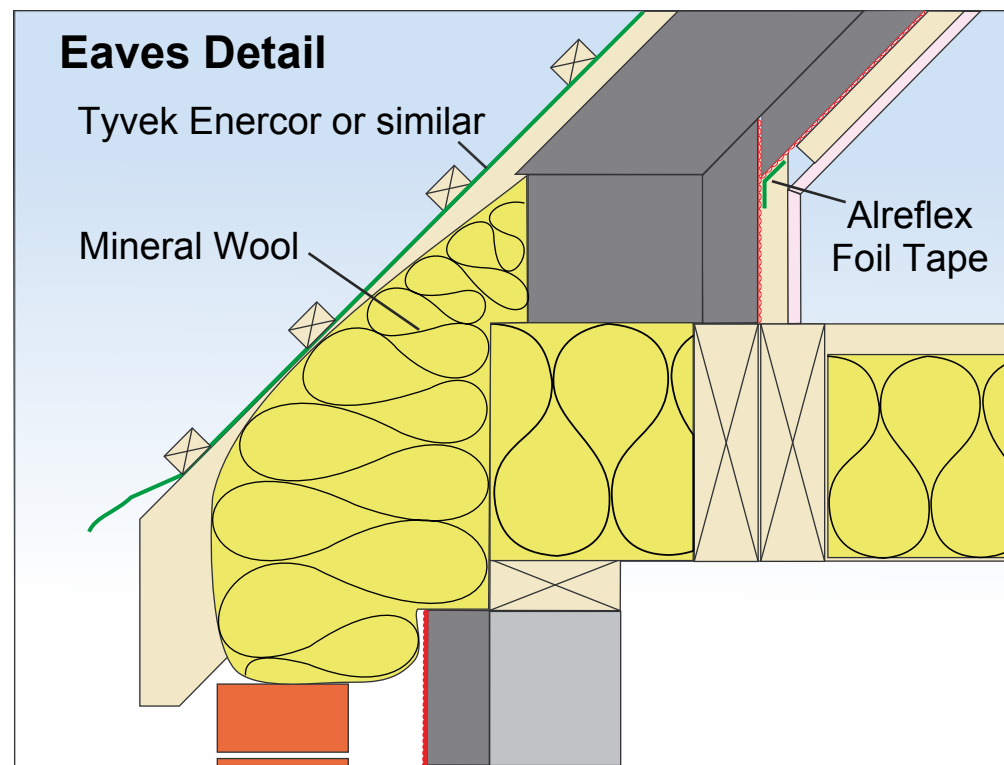 Eaves Detail
Tyvek Enercor or similar
Mineral Wool
Alreflex
Foil Tape